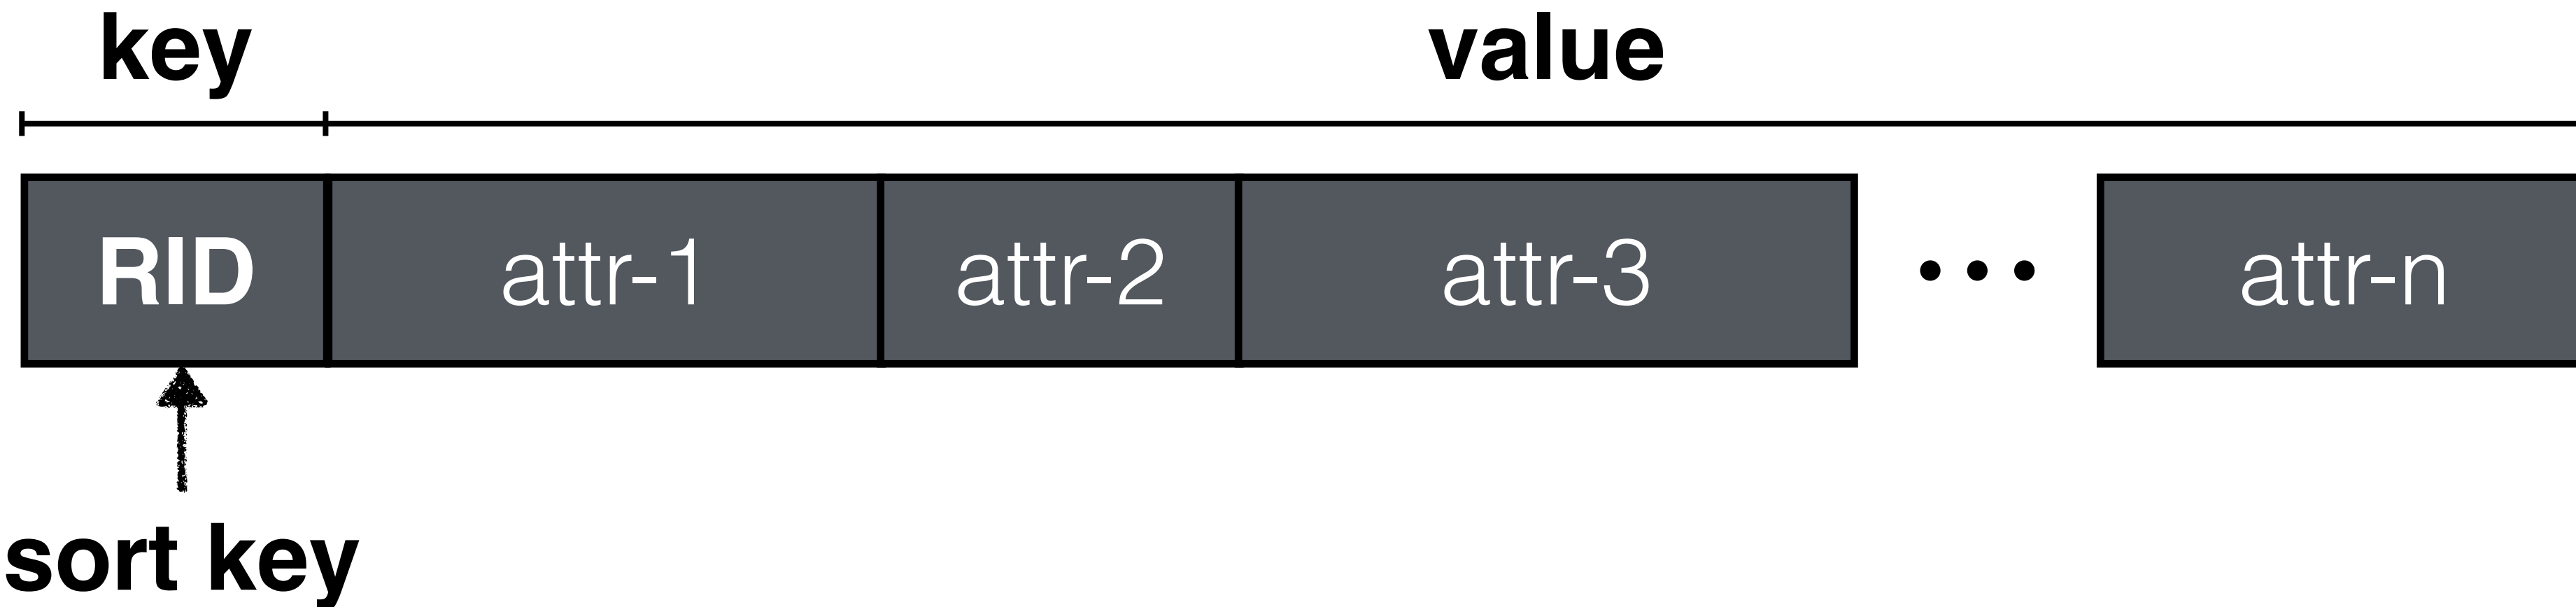 key value
RID attr-1 attr-2 attr-3 ••• attr-n
sort key